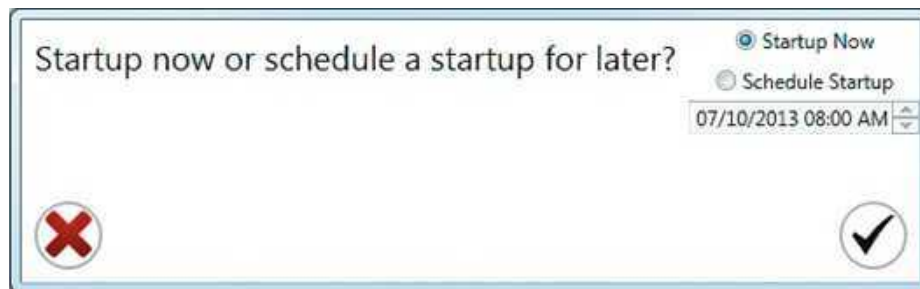 Startup now or schedule a startup for later?
Startup Now
Schedule Startup
07/10/2013 08:00 AM